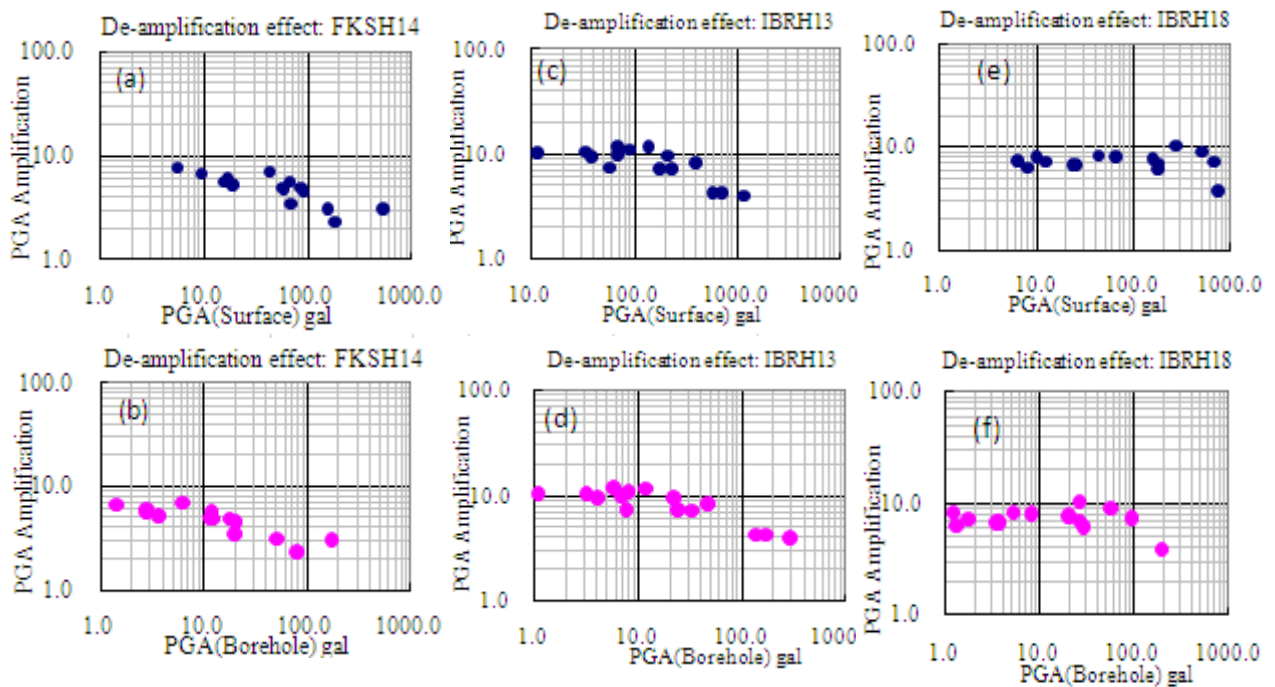 De-amplification effect: FKSH14
100.0
(a)
10.0
1.0
PGA Amplification
1.0 10.0 100.0 1000.0
PGA(Surface) gal
De-amplification effect: IBRH13
100.0
(c)
10.0
1.0
PGA Amplification
10.0 100.0 1000.0 10000
PGA(Surface) gal
De-amplification effect: IBRH18
100.0
(e)
10.0
1.0
PGA Amplification
1.0 10.0 100.0 1000.0
PGA(Surface) gal
De-amplification effect: FKSH14
100.0
(b)
10.0
1.0
PGA Amplification
1.0 10.0 100.0 1000.0
PGA(Borehole) gal
De-amplification effect: IBRH13
100.0
(d)
10.0
1.0
PGA Amplification
1.0 10.0 100.0 1000
PGA(Borehole) gal
De-amplification effect: IBRH18
100.0
(f)
10.0
1.0
PGA Amplification
1.0 10.0 100.0 1000.0
PGA(Borehole) gal